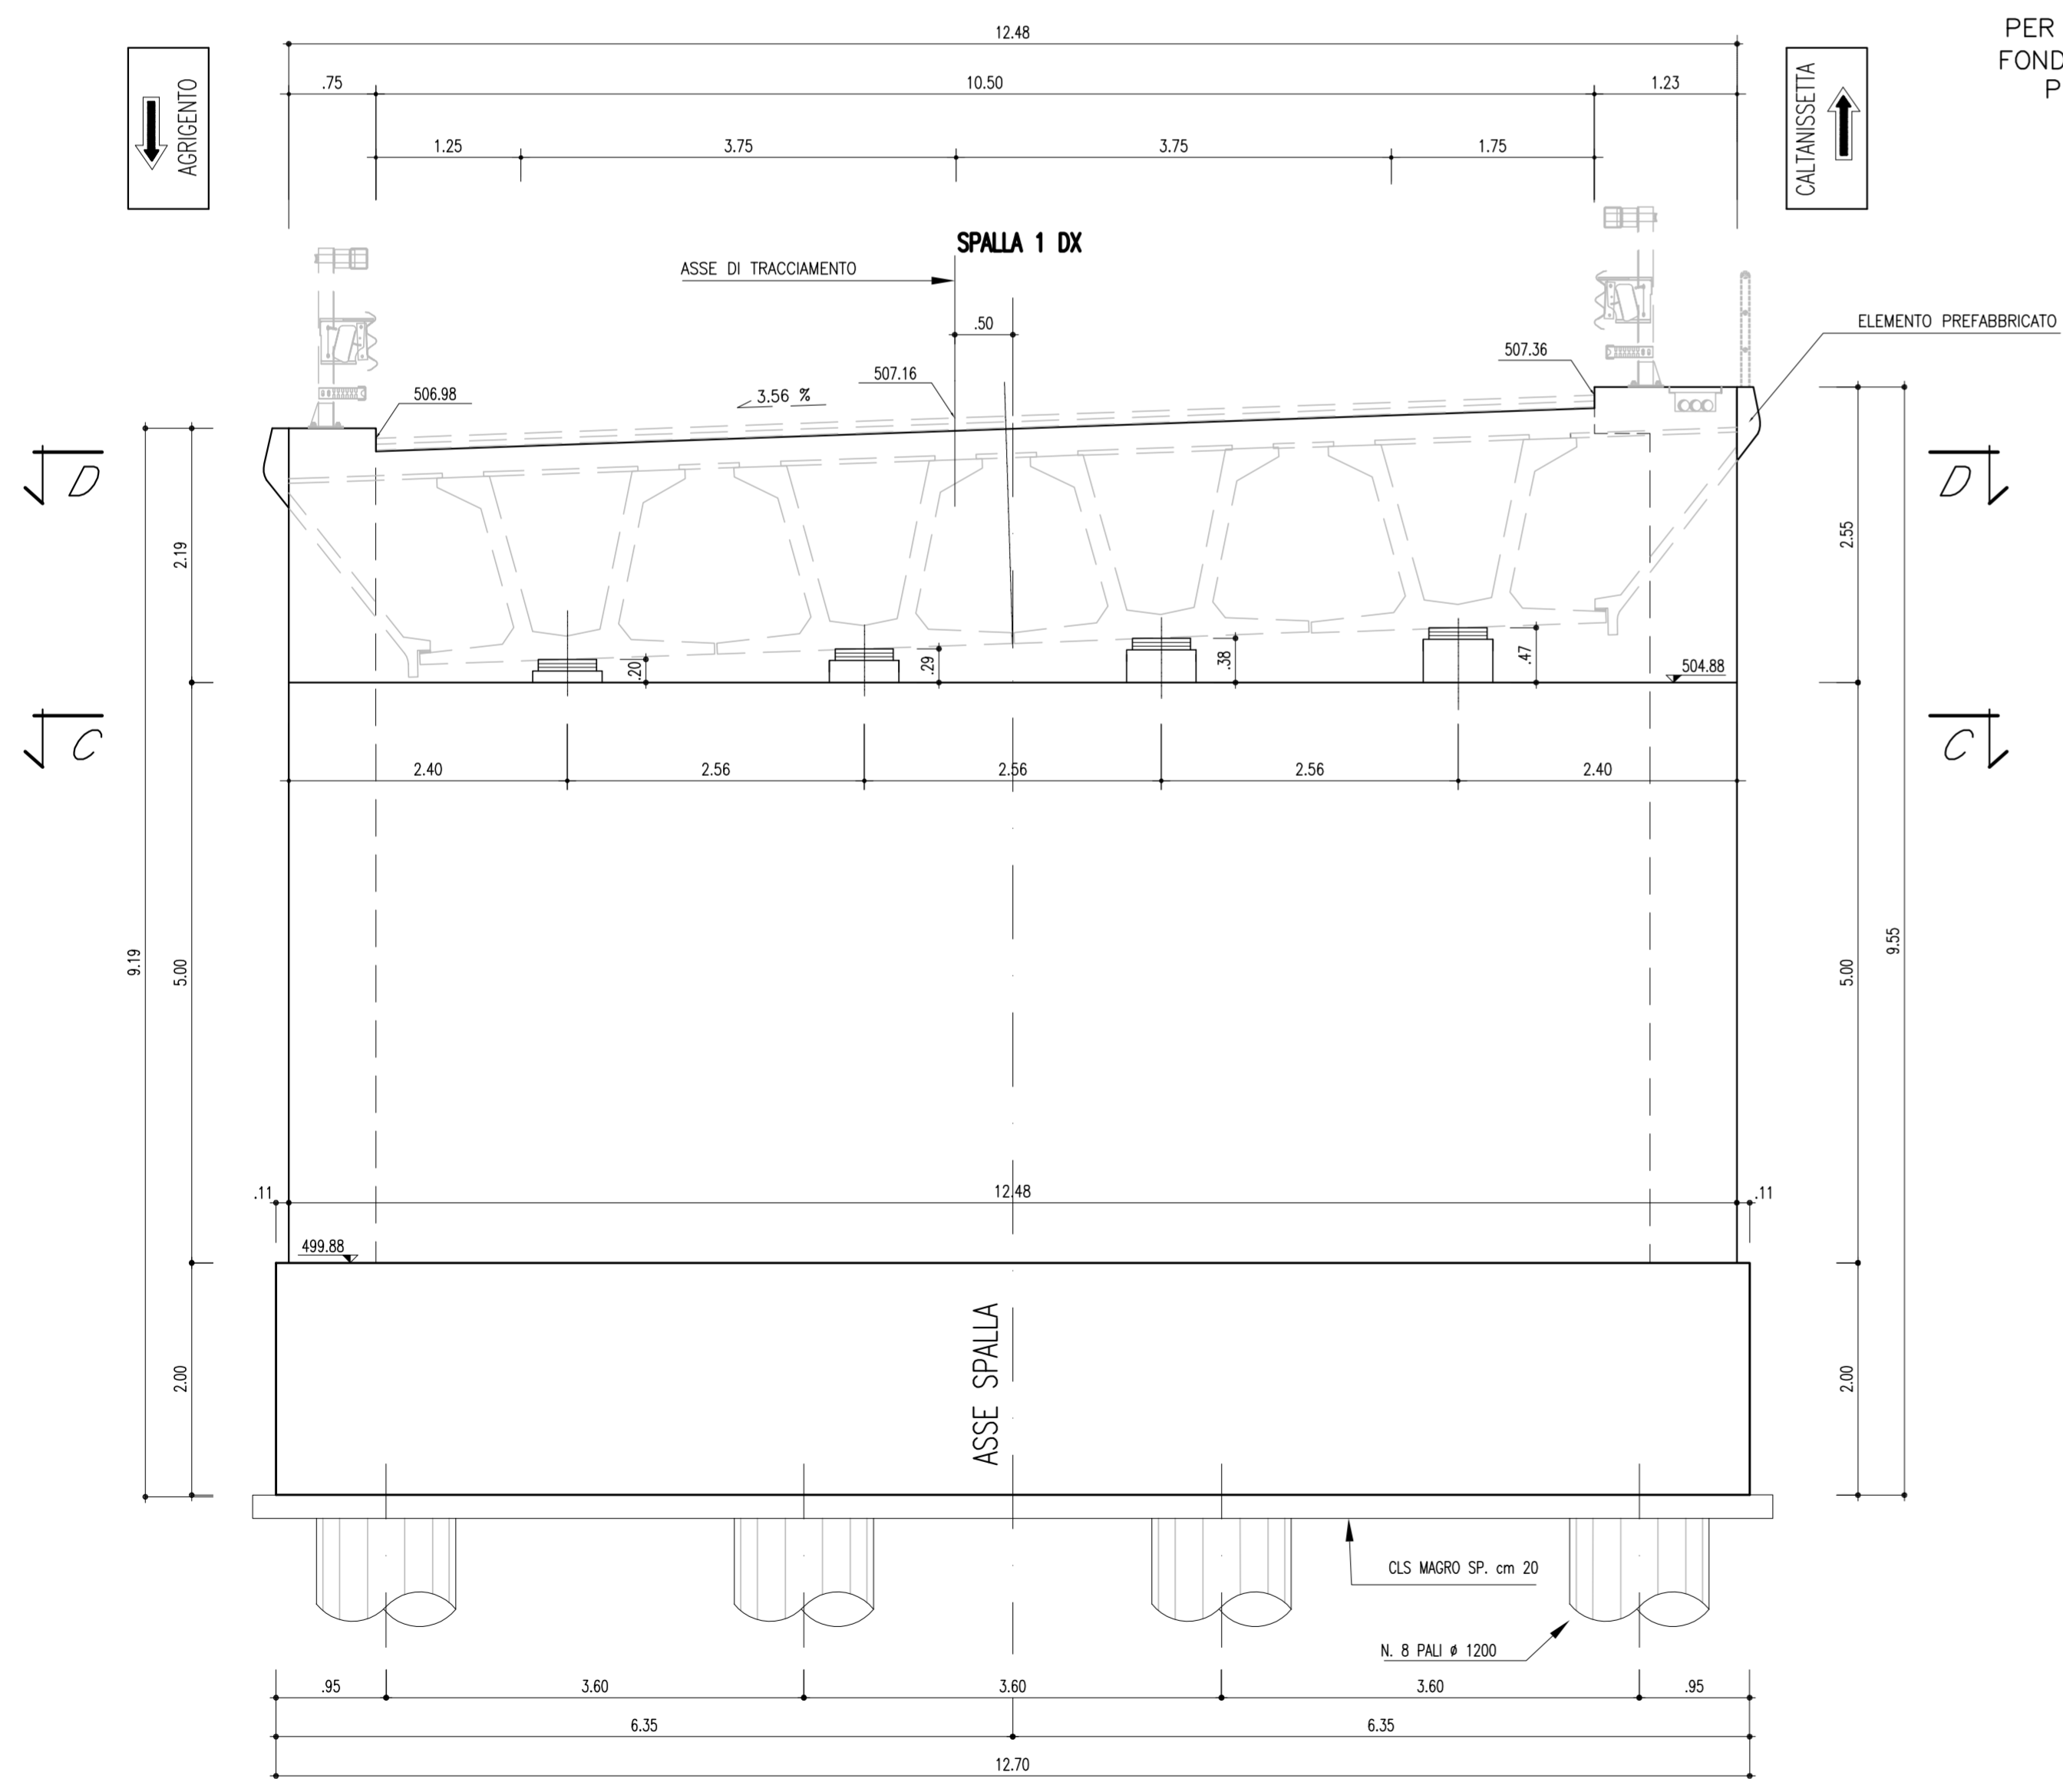 12.48
PER
FOND
P
.75
10.50
1.23
AGRIGENTO
CALTANISSETTA
1.25
3.75
3.75
1.75
SPALLA 1 DX
ASSE DI TRACCIAMENTO
.50
ELEMENTO PREFABBRICATO
507.36
507.16
506.98
3.56 %
D
D
2.19
2.55
.20
.29
.38
.47
504.88
C
C
2.40
2.56
2.56
2.56
2.40
9.19
5.00
5.00
9.55
.11
12.48
.11
499.88
2.00
ASSE SPALLA
2.00
CLS MAGRO SP. cm 20
N. 8 PALI ø 1200
.95
3.60
3.60
3.60
.95
6.35
6.35
12.70